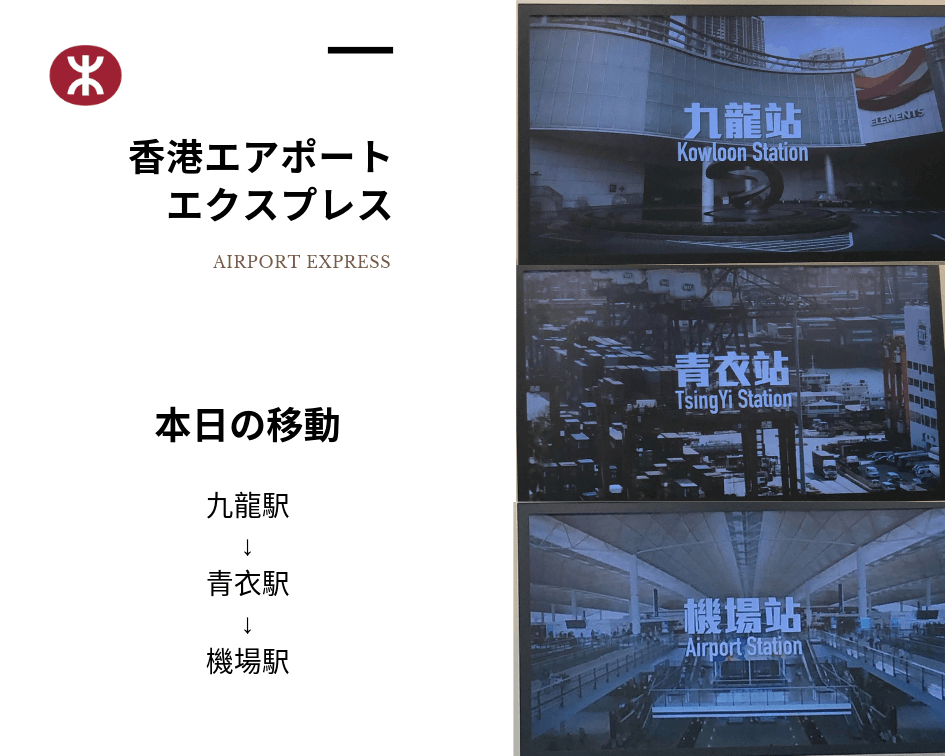 香港エアポート
エクスプレス
AIRPORT EXPRESS
本日の移動
九龍駅
↓
青衣駅
↓
機場駅
九龍站
Kowloon Station
ELEMENTS
青衣站
TsingYi Station
機場站
Airport Station